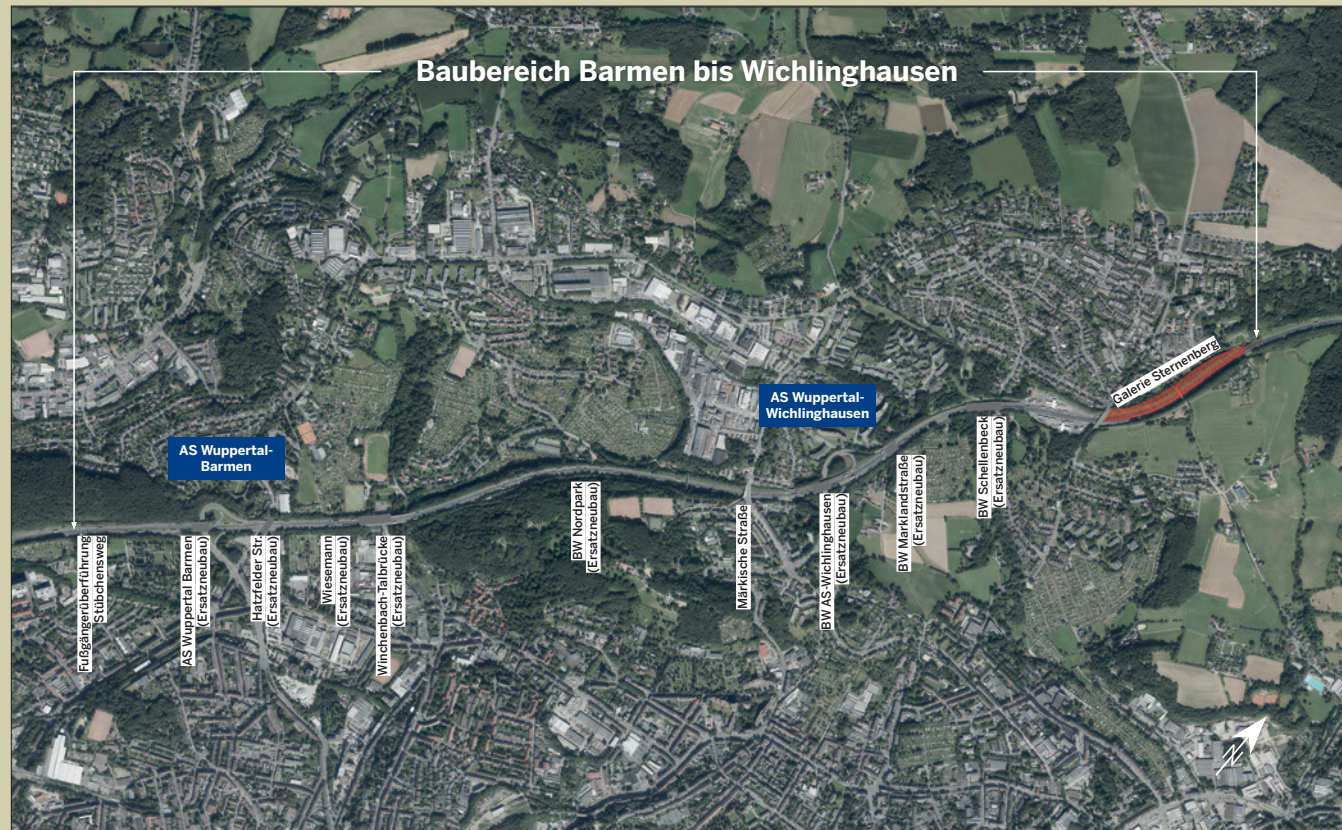 Baubereich Barmen bis Wichlinghausen
Galerie Sternenberg
AS Wuppertal-
Wichlinghausen
AS Wuppertal-
Barmen
Fußgängerüberführung
Stübchensweg
AS Wuppertal Barmen
(Ersatzneubau)
Hatzfelder Str.
(Ersatzneubau)
Wiesemann
(Ersatzneubau)
Winchenbach-Talbrücke
(Ersatzneubau)
BW Nordpark
(Ersatzneubau)
Märkische Straße
BW AS-Wichlinghausen
(Ersatzneubau)
BW Marklandstraße
(Ersatzneubau)
BW Schellenbeck
(Ersatzneubau)
N